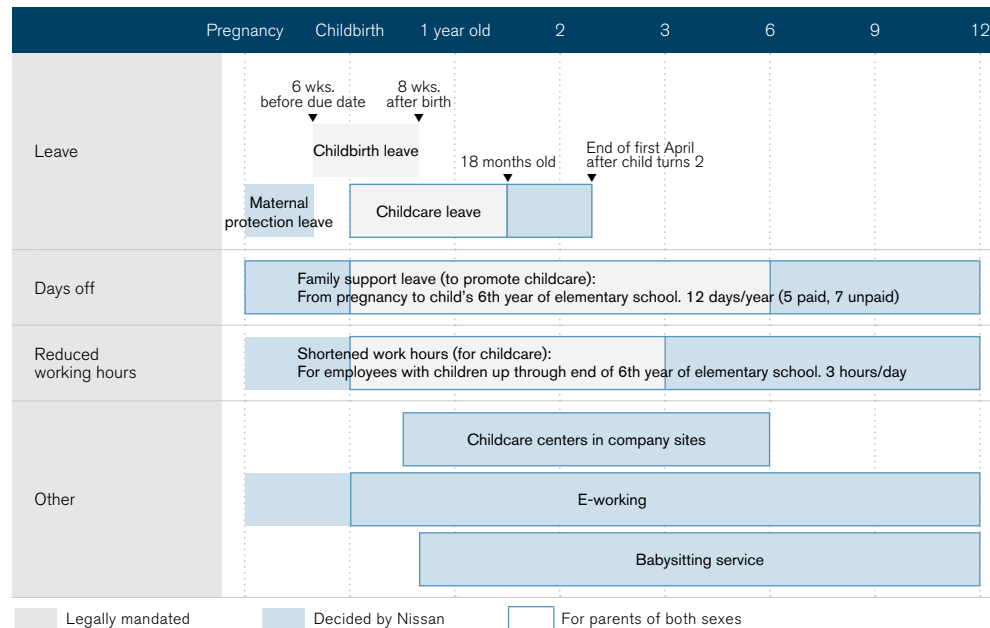 Pregnancy Childbirth 1 year old 2 3 6 9 12
6 wks.
before due date
8 wks.
after birth
Leave
Childbirth leave
18 months old
End of first April
after child turns 2
Maternal
protection leave
Childcare leave
Days off
Family support leave (to promote childcare):
From pregnancy to child’s 6th year of elementary school. 12 days/year (5 paid, 7 unpaid)
Reduced
working hours
Shortened work hours (for childcare):
For employees with children up through end of 6th year of elementary school. 3 hours/day
Other
Childcare centers in company sites
E-working
Babysitting service
Legally mandated
Decided by Nissan
For parents of both sexes